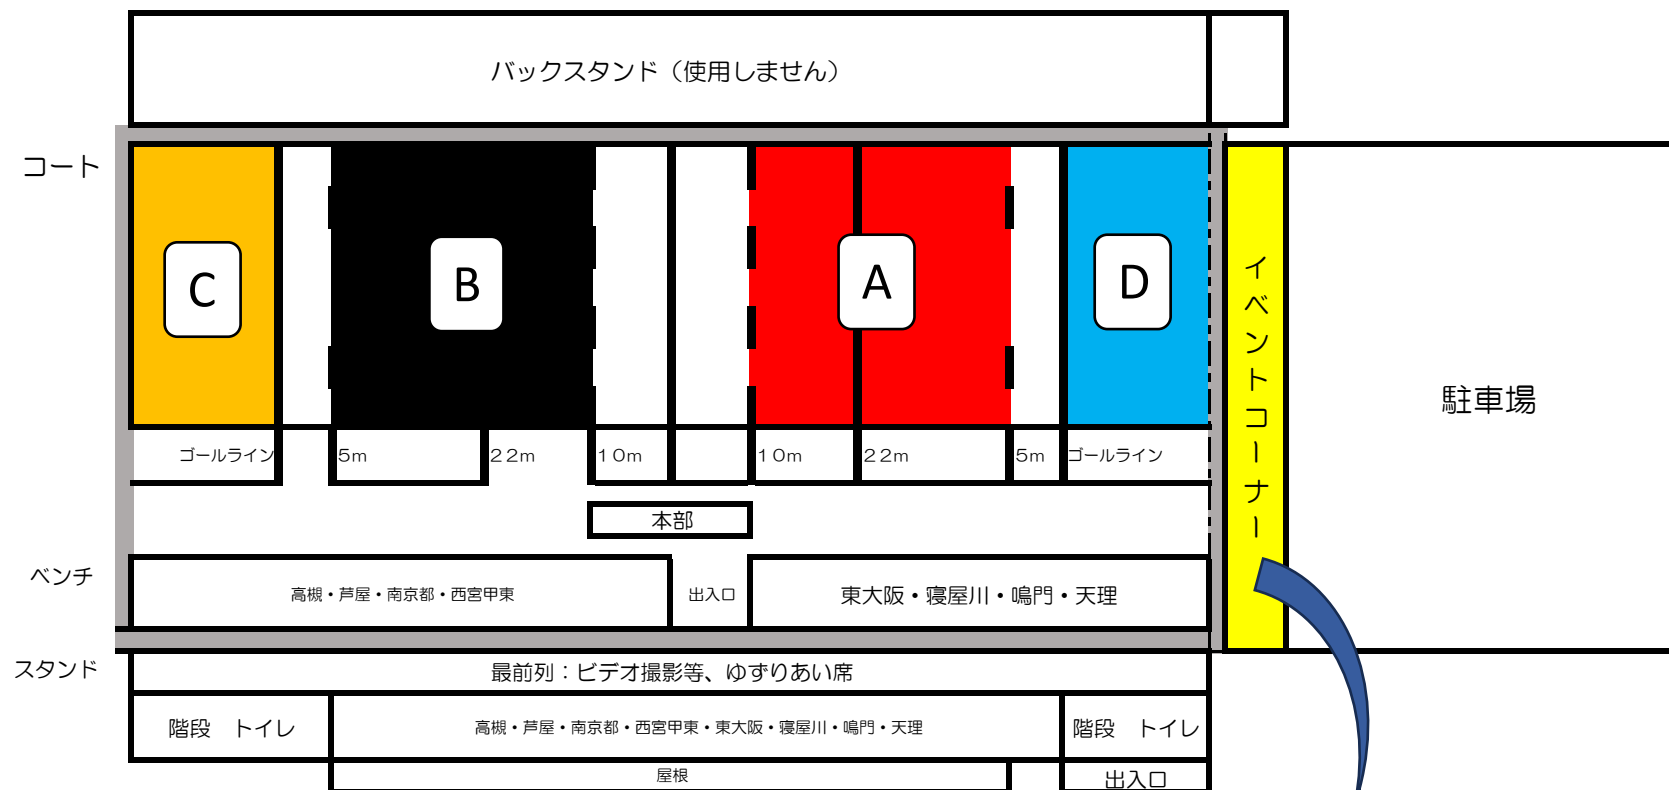 バックスタンド（使用しません）
コート
C
B
A
D
イベントコーナー
駐車場
ゴールライン
5m
22m
10m
10m
22m
5m
ゴールライン
本部
ベンチ
高槻・芦屋・南京都・西宮甲東
出入口
東大阪・寝屋川・鳴門・天理
スタンド
最前列：ビデオ撮影等、ゆずりあい席
階段　トイレ
高槻・芦屋・南京都・西宮甲東・東大阪・寝屋川・鳴門・天理
階段　トイレ
屋根
出入口